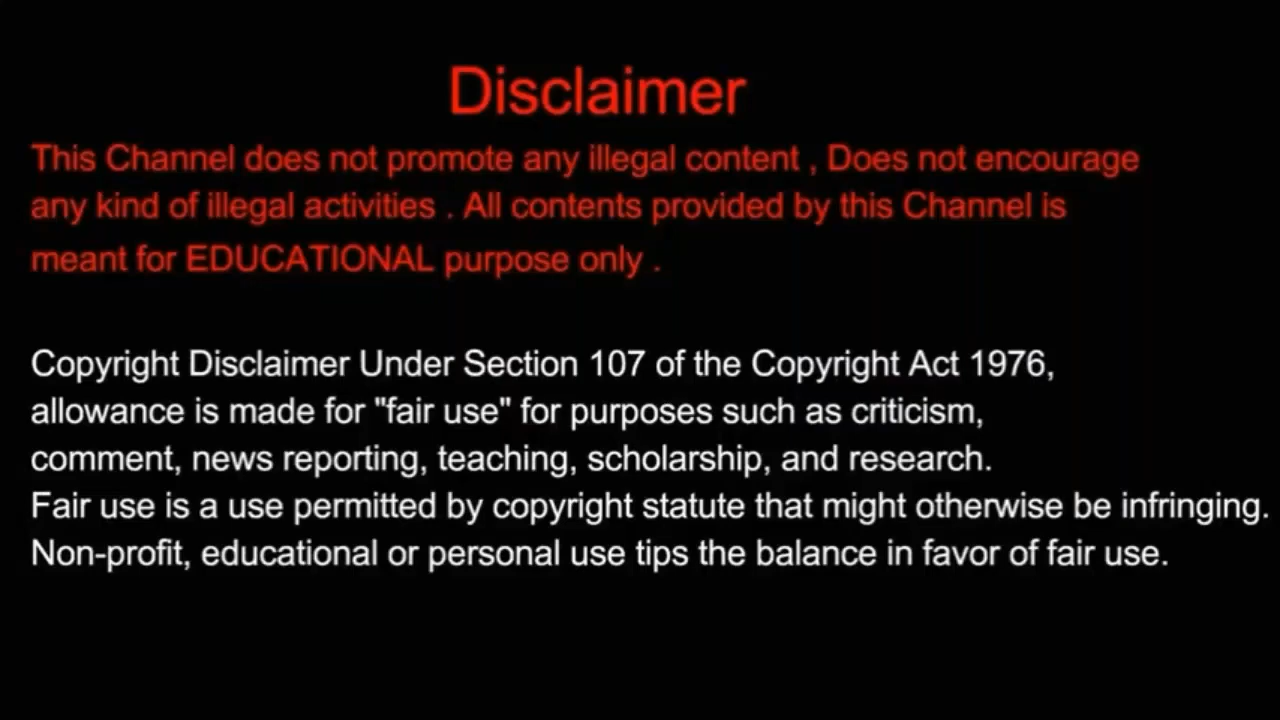 Disclaimer
This Channel does not promote any illegal content , Does not encourage
any kind of illegal activities . All contents provided by this Channel is
meant for EDUCATIONAL purpose only .
Copyright Disclaimer Under Section 107 of the Copyright Act 1976,
allowance is made for "fair use" for purposes such as criticism,
comment, news reporting, teaching, scholarship, and research.
Fair use is a use permitted by copyright statute that might otherwise be infringing.
Non-profit, educational or personal use tips the balance in favor of fair use.